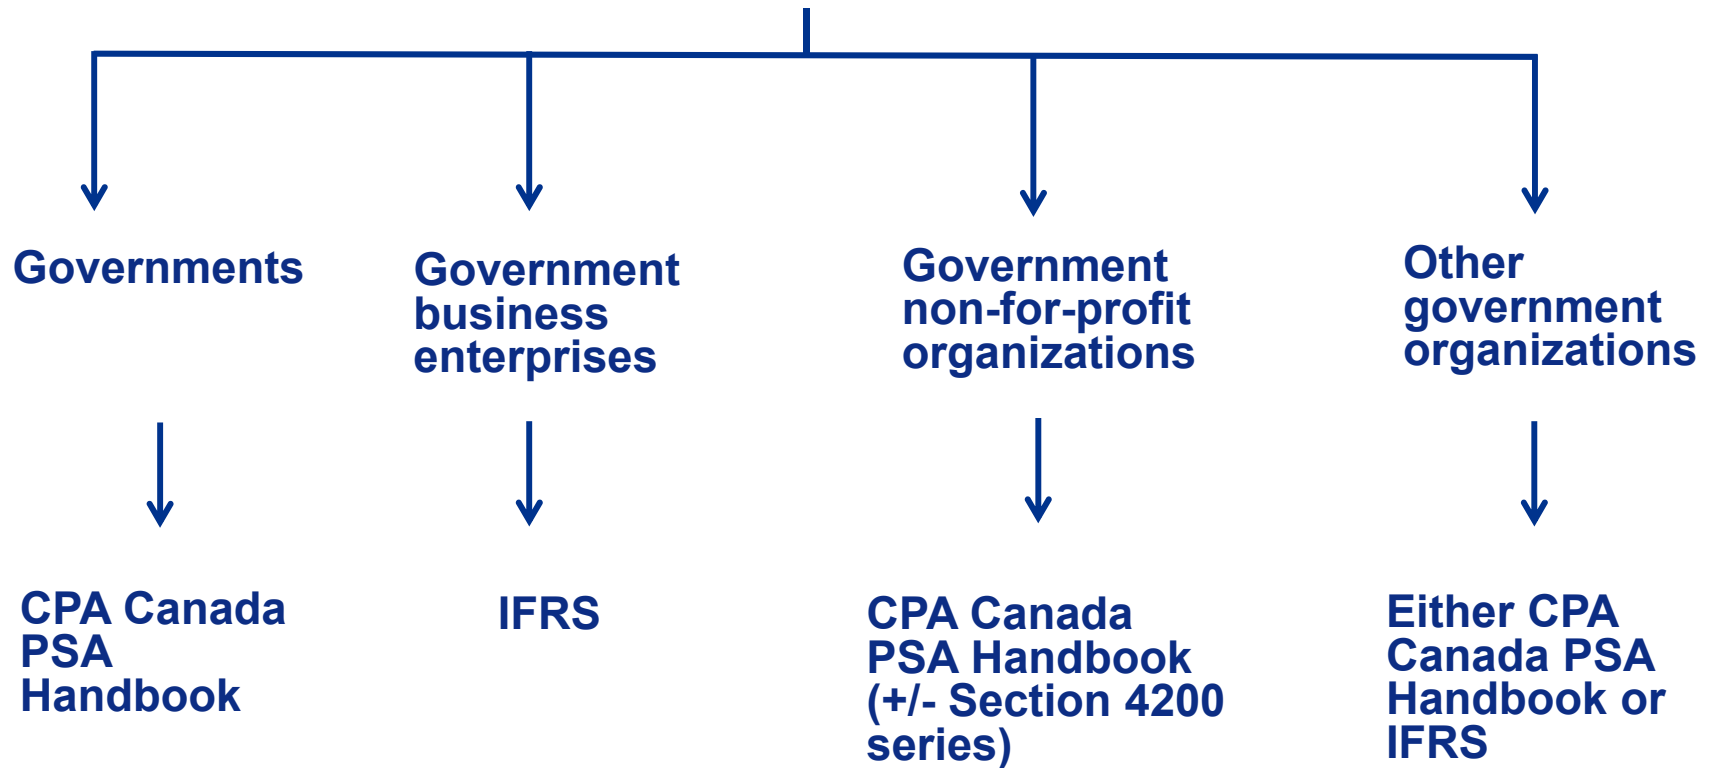 Governments
Government
business
enterprises
Government
non-for-profit
organizations
Other
government
organizations
CPA Canada
PSA
Handbook
IFRS
CPA Canada
PSA Handbook
(+/- Section 4200
series)
Either CPA
Canada PSA
Handbook or
IFRS